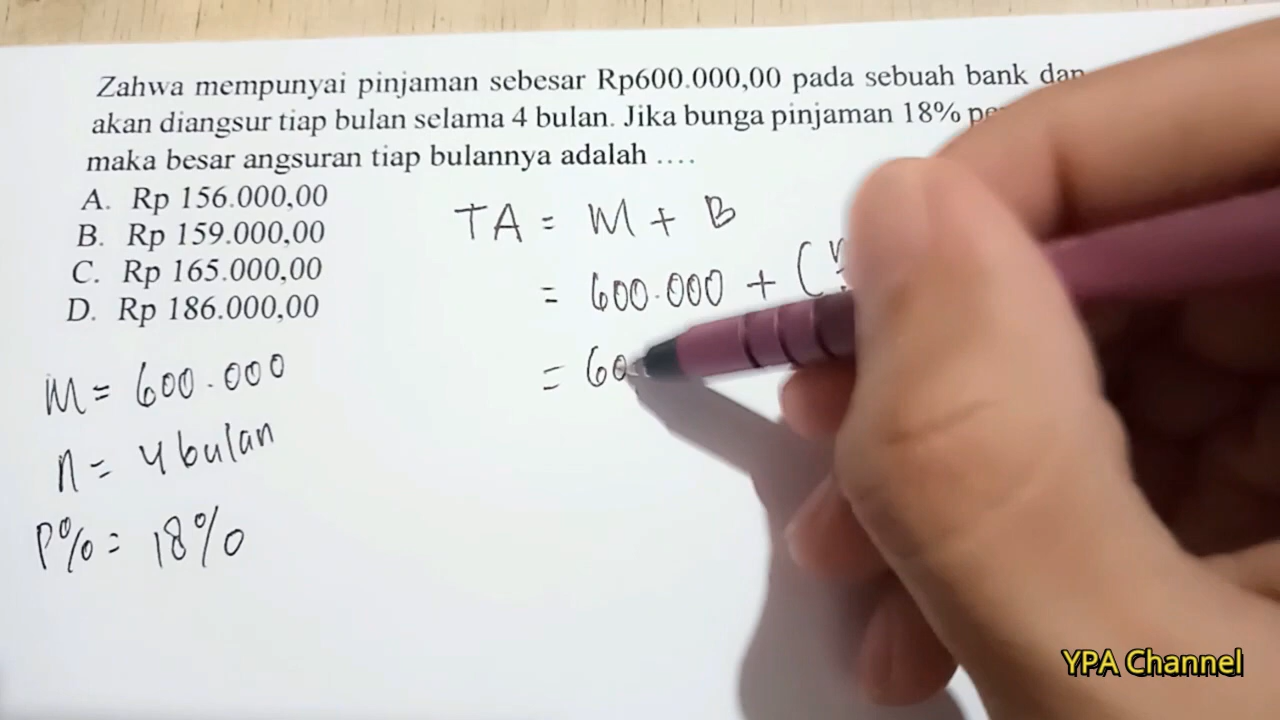 Zahwa mempunyai pinjaman sebesar Rp600.000,00 pada sebuah bank dan
akan diangsur tiap bulan selama 4 bulan. Jika bunga pinjaman 18%
maka besar angsuran tiap bulannya adalah ....
A. Rp 156.000,00
B. Rp 159.000,00
C. Rp 165.000,00
D. Rp 186.000,00
M = 600.000
n = 4 bulan
P% = 18%
TA = M + B
= 600.000 + (
= 60
YPA Channel